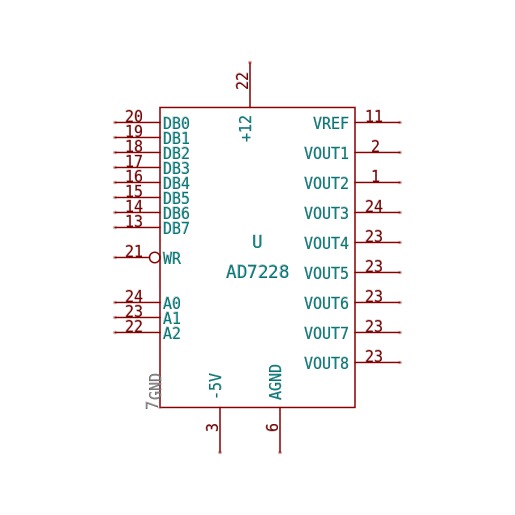 22
+12
20 DB0
19 DB1
18 DB2
17 DB3
16 DB4
15 DB5
14 DB6
13 DB7
21 WR
24 A0
23 A1
22 A2
VREF 11
VOUT1 2
VOUT2 1
VOUT3 24
VOUT4 23
VOUT5 23
VOUT6 23
VOUT7 23
VOUT8 23
U
AD7228
7GND
-5V
3
AGND
6